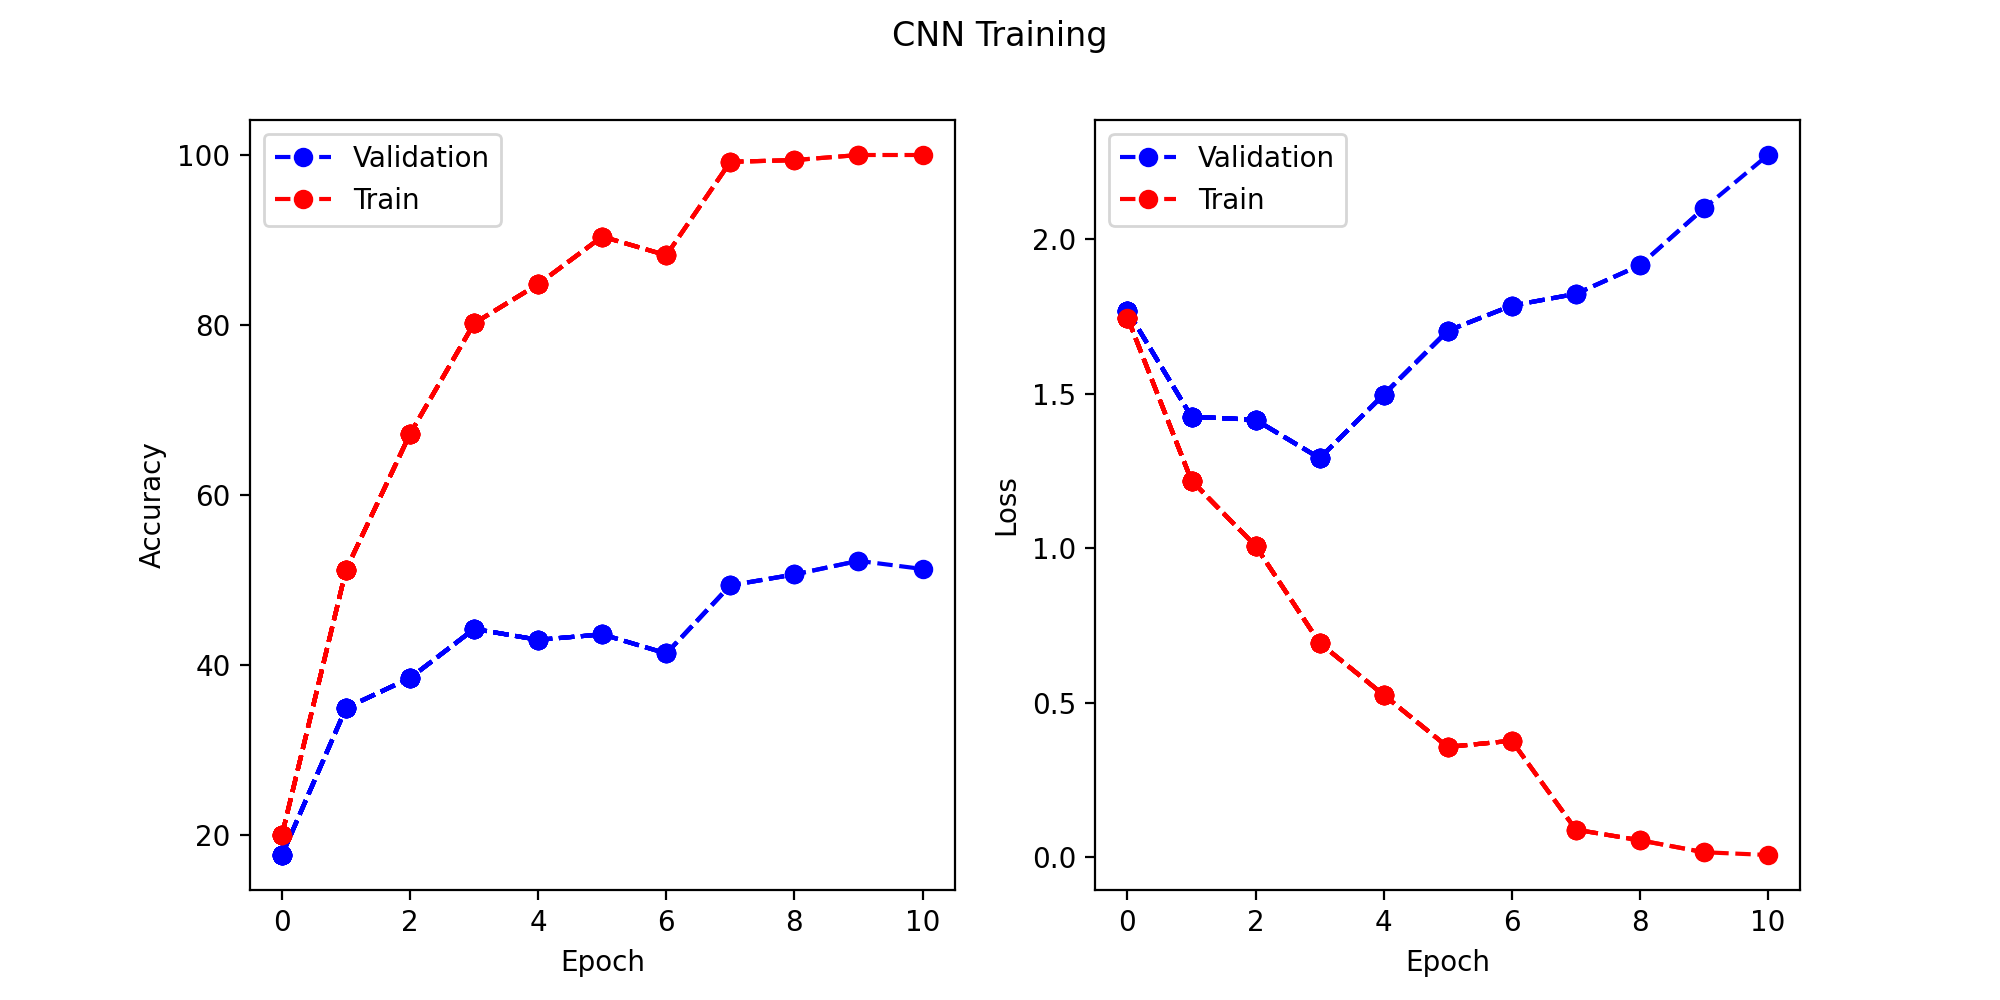 CNN Training
Validation
Train
100
80
60
40
20
Accuracy
0 2 4 6 8 10
Epoch
Validation
Train
2.0
1.5
1.0
0.5
0.0
Loss
0 2 4 6 8 10
Epoch